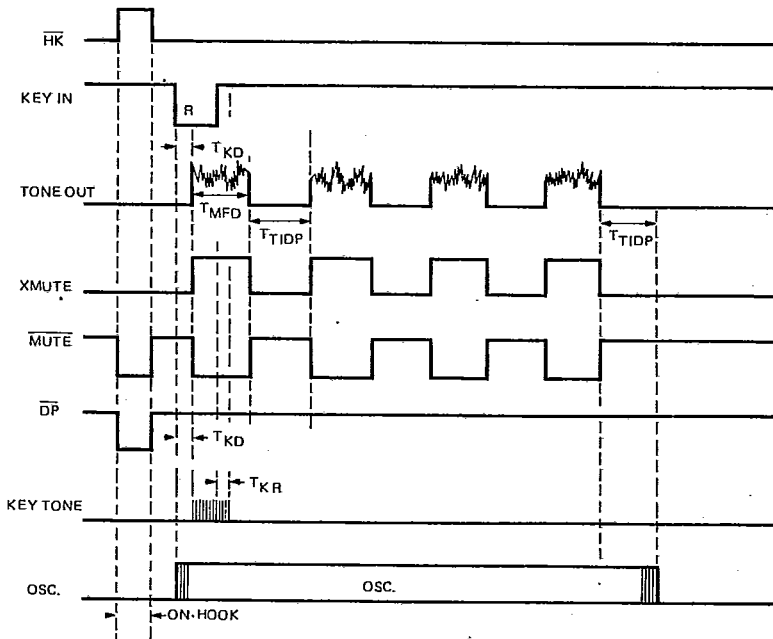 HK
KEY IN
R
TKD
TONE OUT
TMFD
TTIDP
TTIDP
XMUTE
MUTE
DP
TKD
TKR
KEY TONE
OSC.
OSC.
ON-HOOK